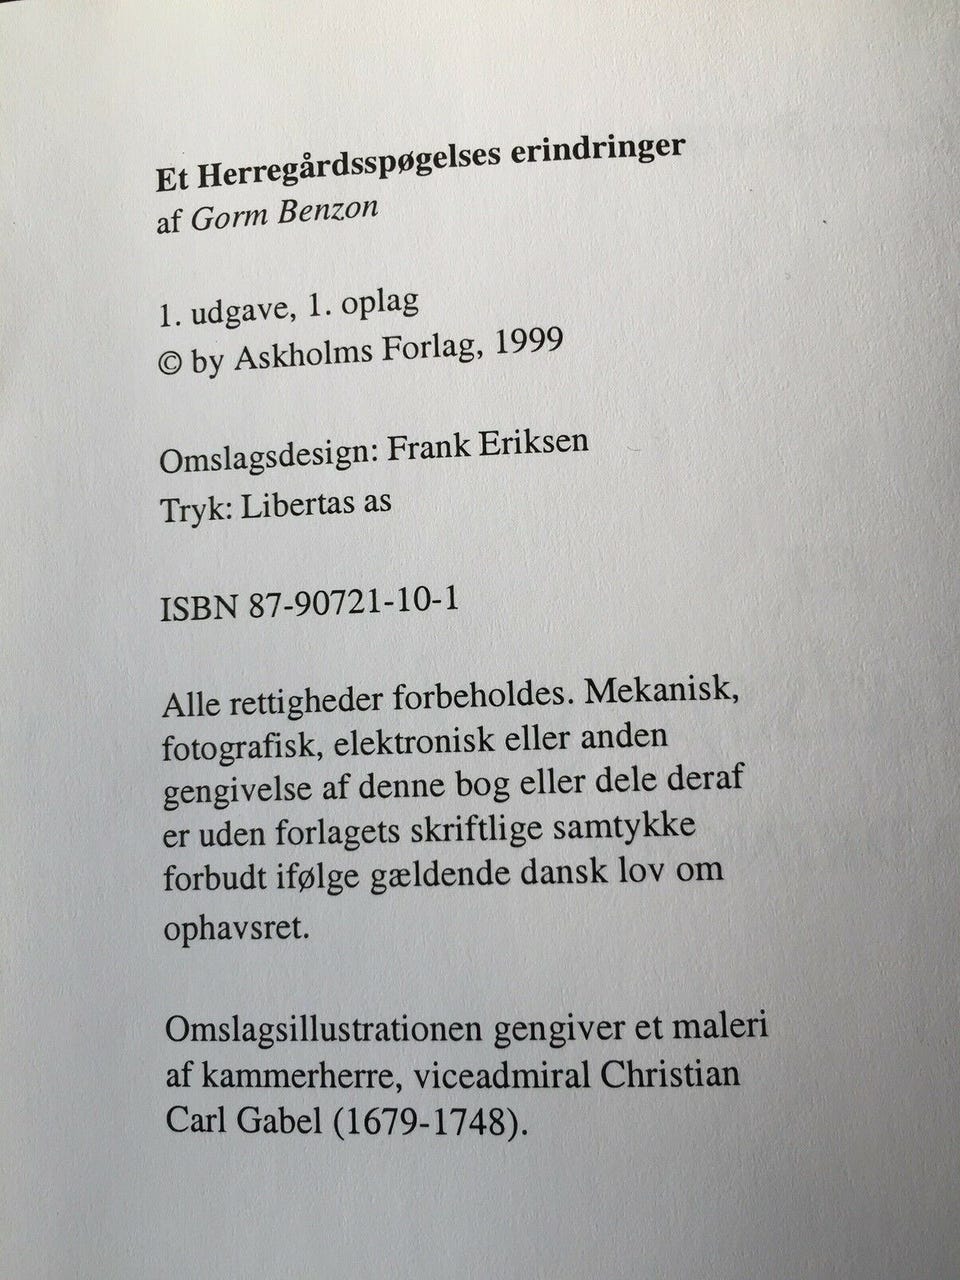 Et Herregårdsspøgelses erindringer
af Gorm Benzon
1. udgave, 1. oplag
© by Askholms Forlag, 1999
Omslagsdesign: Frank Eriksen
Tryk: Libertas as
ISBN 87-90721-10-1
Alle rettigheder forbeholdes. Mekanisk,
fotografisk, elektronisk eller anden
gengivelse af denne bog eller dele deraf
er uden forlagets skriftlige samtykke
forbudt ifølge gældende dansk lov om
ophavsret.
Omslagsillustrationen gengiver et maleri
af kammerherre, viceadmiral Christian
Carl Gabel (1679-1748).